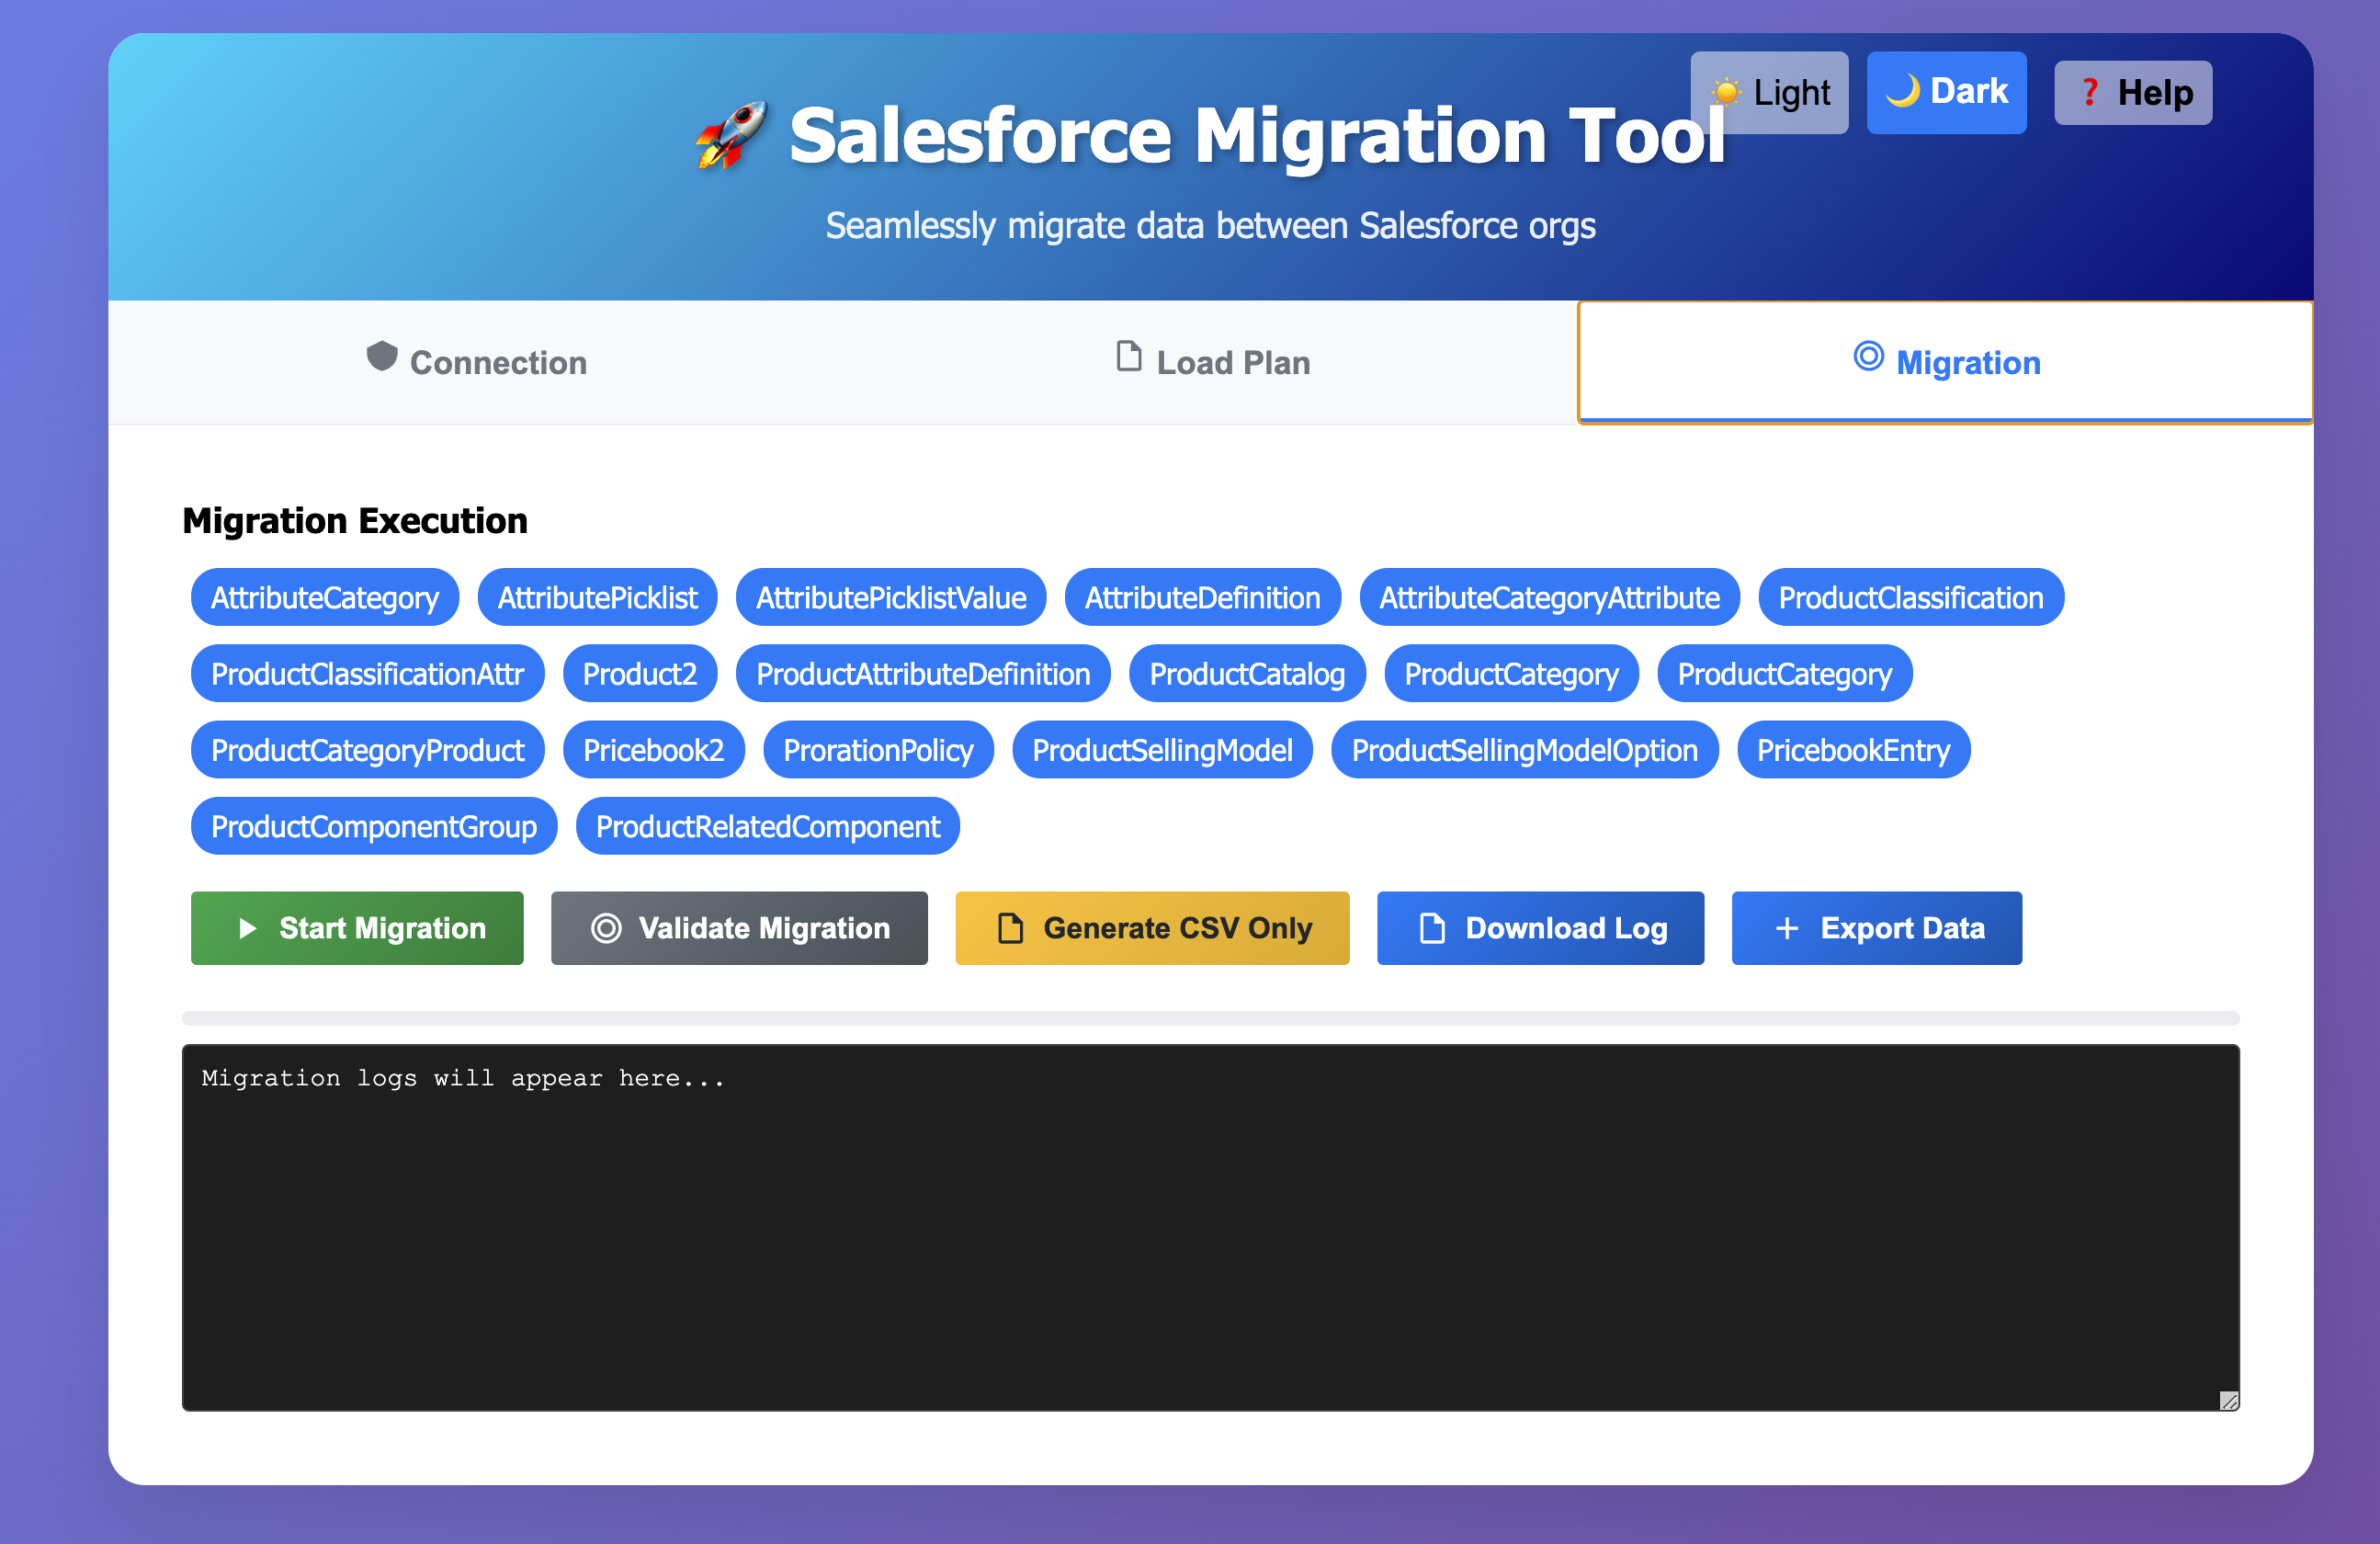 ☀️ Light 🌙 Dark ❓ Help
🚀 Salesforce Migration Tool
Seamlessly migrate data between Salesforce orgs
Connection Load Plan Migration
Migration Execution
AttributeCategory AttributePicklist AttributePicklistValue AttributeDefinition AttributeCategoryAttribute ProductClassification
ProductClassificationAttr Product2 ProductAttributeDefinition ProductCatalog ProductCategory ProductCategory
ProductCategoryProduct Pricebook2 ProrationPolicy ProductSellingModel ProductSellingModelOption PricebookEntry
ProductComponentGroup ProductRelatedComponent
Start Migration Validate Migration Generate CSV Only Download Log Export Data
Migration logs will appear here...